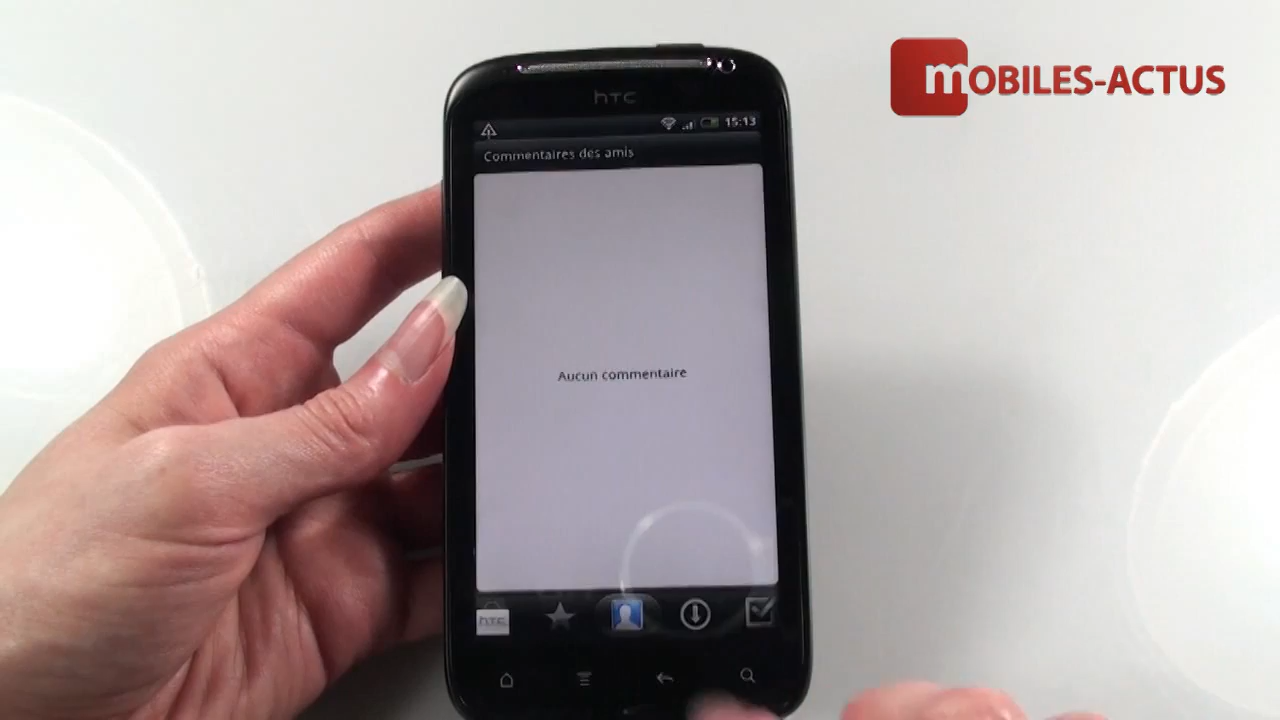 mOBILES-ACTUS
hTC
15:13
Commentaires des amis
Aucun commentaire
hTC